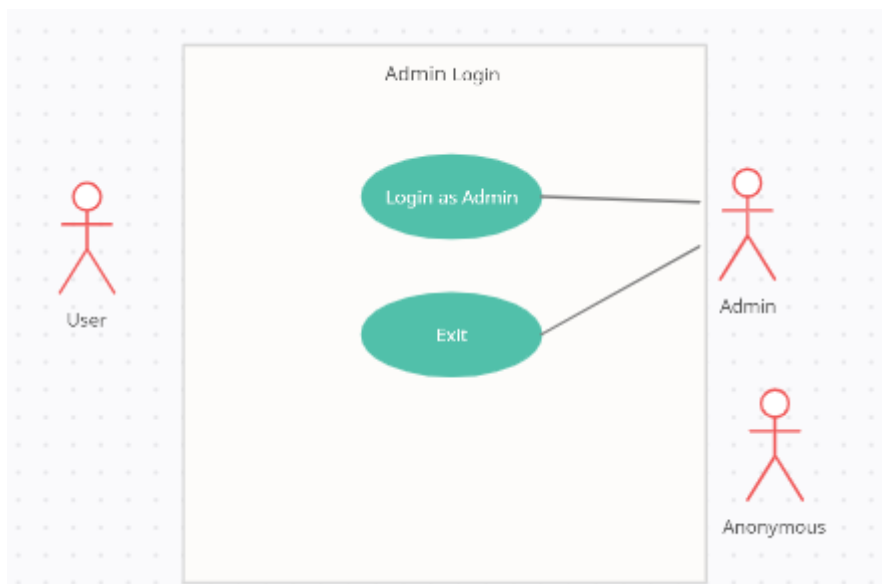 Admin Login
Login as Admin
User
Admin
Exit
Anonymous